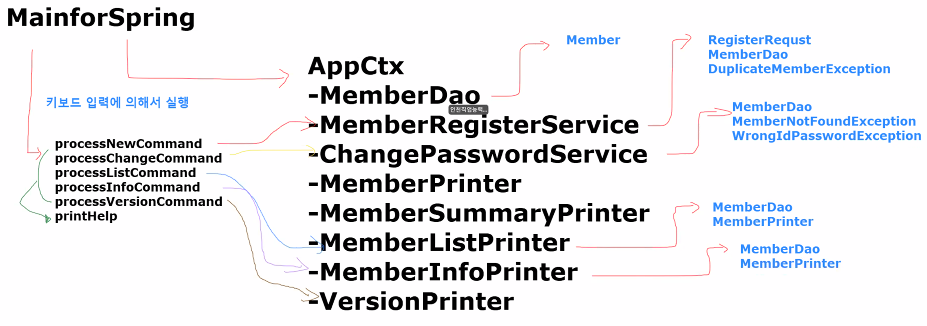 MainforSpring
Member
RegisterRequst
MemberDao
DuplicateMemberException
AppCtx
-MemberDao
키보드 입력에 의해서 실행
-MemberRegisterService
MemberDao
MemberNotFoundException
WrongIdPasswordException
processNewCommand
processChangeCommand
processListCommand
processInfoCommand
processVersionCommand
printHelp
-ChangePasswordService
-MemberPrinter
-MemberSummaryPrinter
MemberDao
MemberPrinter
-MemberListPrinter
MemberDao
MemberPrinter
-MemberInfoPrinter
-VersionPrinter